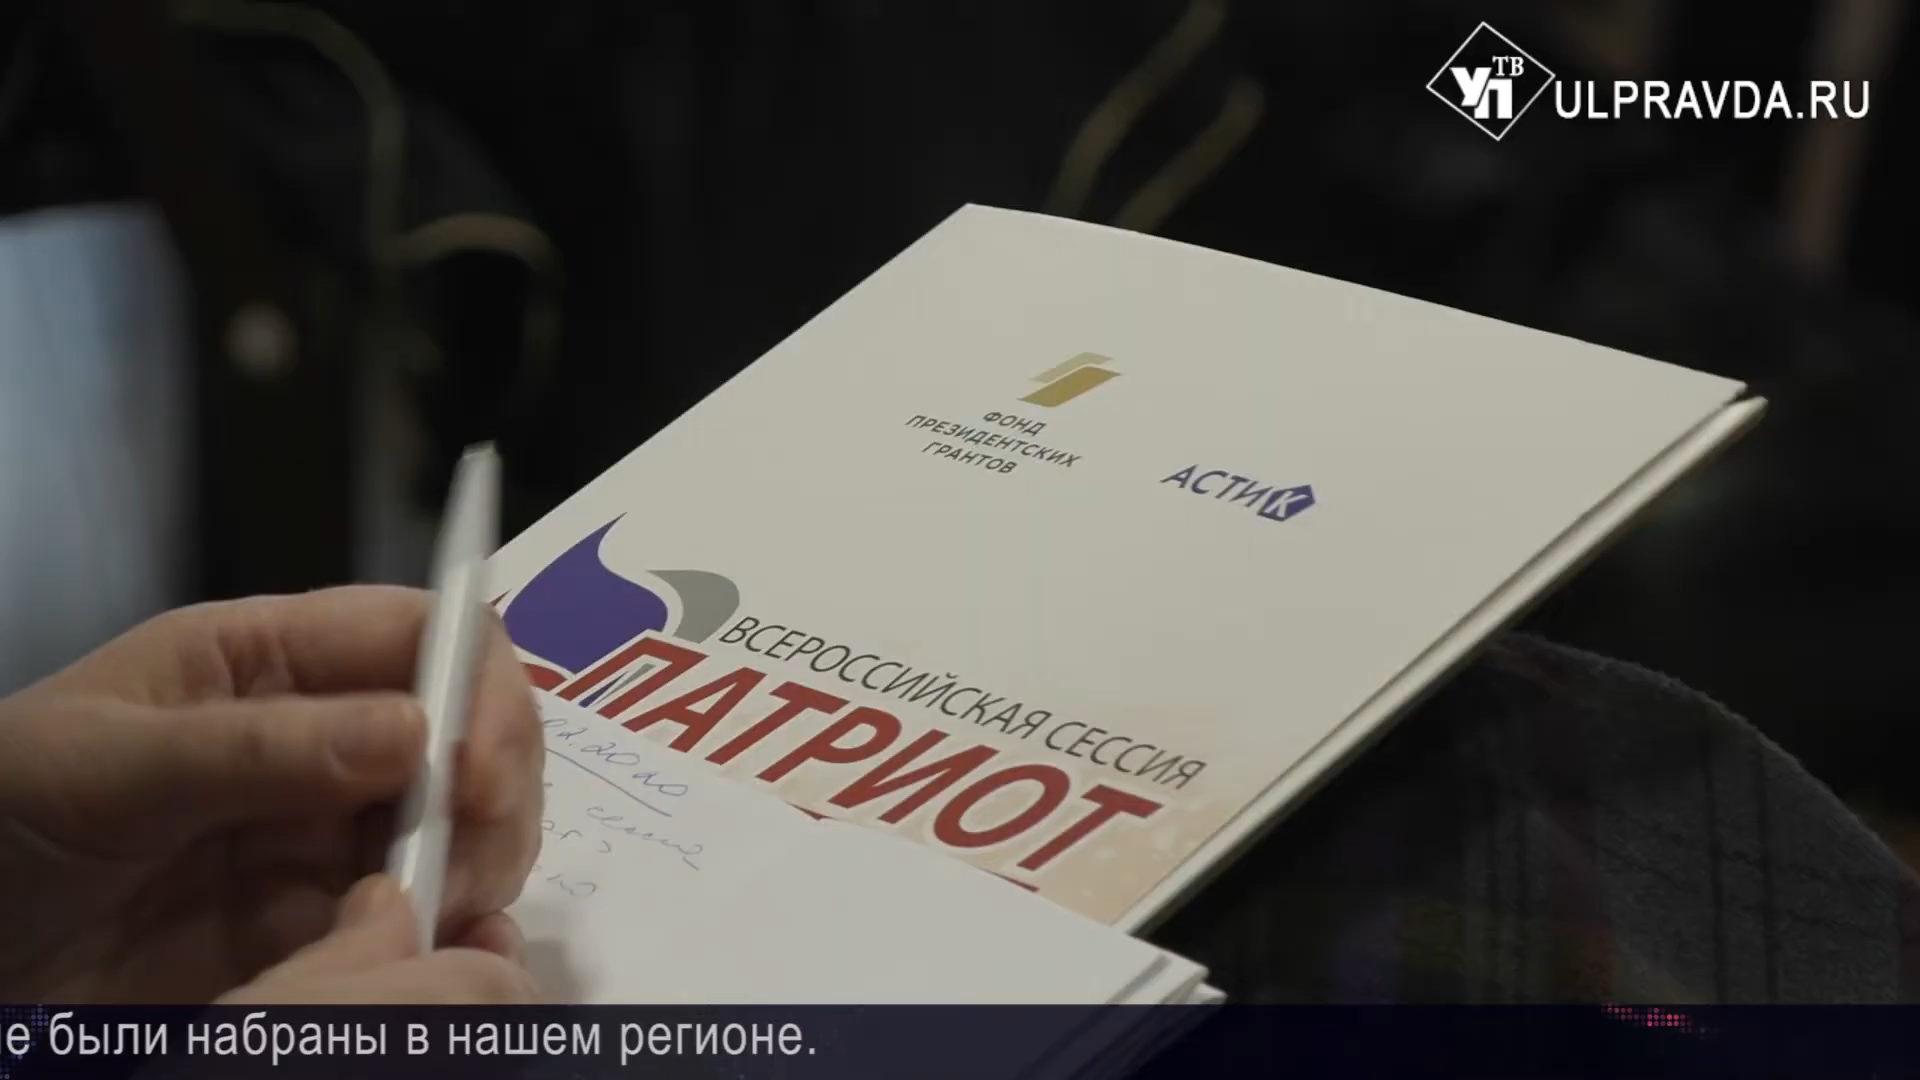 ТВ
УП
ULPRAVDA.RU
ФОНД
ПРЕЗИДЕНТСКИХ
ГРАНТОВ
АСТИК
ВСЕРОССИЙСКАЯ СЕССИЯ
ПАТРИОТ
были набраны в нашем регионе.